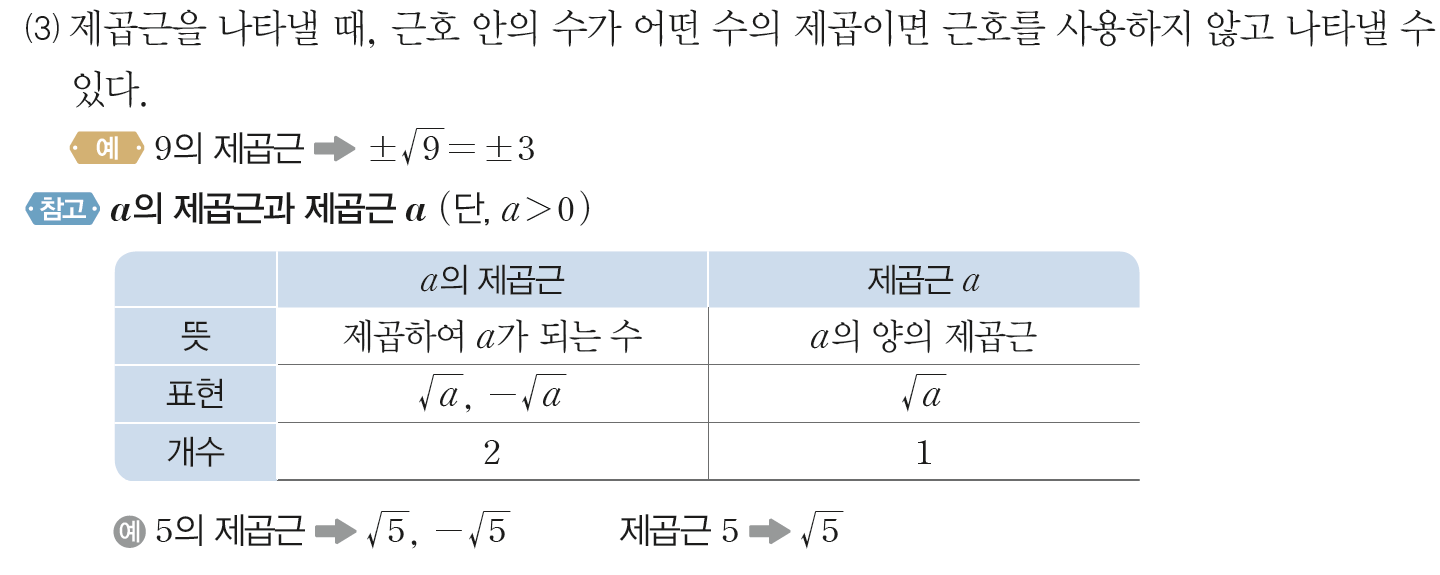 (3) 제곱근을 나타낼 때, 근호 안의 수가 어떤 수의 제곱이면 근호를 사용하지 않고 나타낼 수
있다.
예 9의 제곱근 ➡ ±√9=±3
참고 a의 제곱근과 제곱근 a (단, a>0)
a의 제곱근 제곱근 a
뜻 제곱하여 a가 되는 수 a의 양의 제곱근
표현 √a, -√a √a
개수 2 1
예 5의 제곱근 ➡ √5, -√5 제곱근 5 ➡ √5